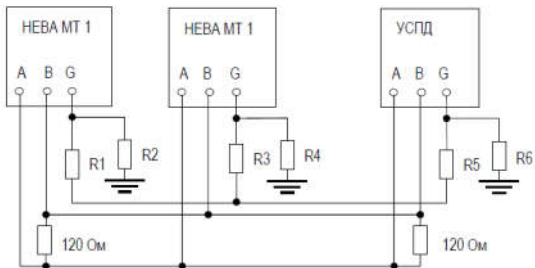 НЕВА МТ 1
НЕВА МТ 1
УСПД
A B G
A B G
A B G
R1
R2
R3
R4
R5
R6
120 Ом
120 Ом